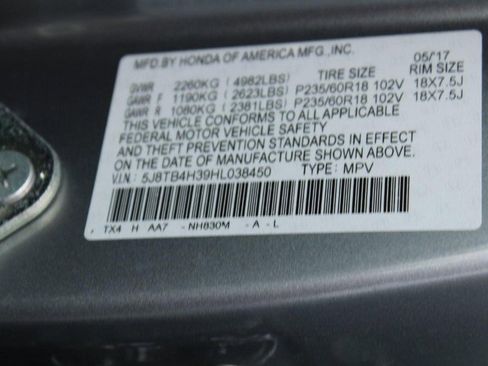 MFD.BY HONDA OF AMERICA MFG.,INC. 05/17
TIRE SIZE RIM SIZE
GVWR 2260KG (4982LBS)
GAWR F 1190KG (2623LBS) P235/60R18 102V 18X7.5J
GAWR R 1080KG (2381LBS) P235/60R18 102V 18X7.5J
THIS VEHICLE CONFORMS TO ALL APPLICABLE
FEDERAL MOTOR VEHICLE SAFETY
AND THEFT PREVENTION STANDARDS IN EFFECT
ON THE DATE OF MANUFACTURE SHOWN ABOVE.
V.I.N.: 5J8TB4H39HL038450 TYPE: MPV
TX4 H AA7 -NH830M -A -L